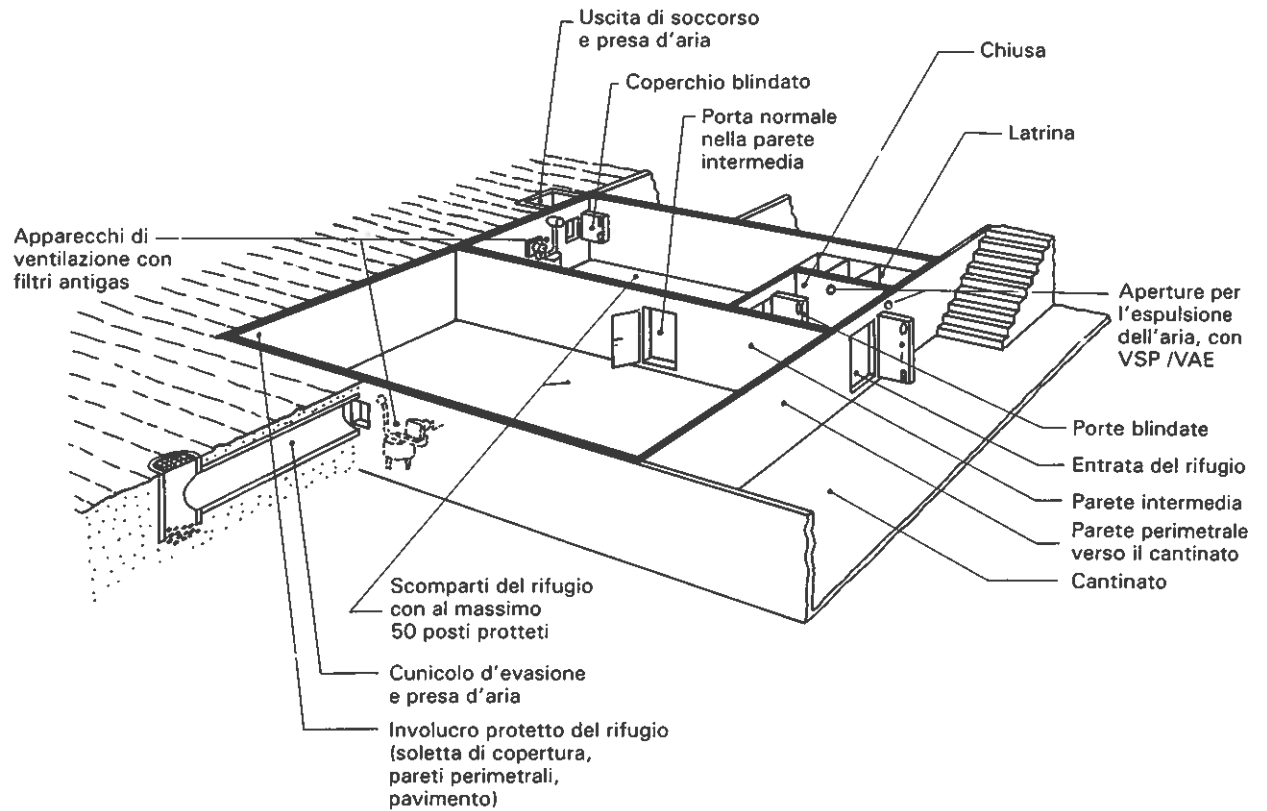 Uscita di soccorso
e presa d'aria
Coperchio blindato
Porta normale
nella parete
intermedia
Chiusa
Latrina
Apparecchi di
ventilazione con
filtri antigas
Aperture per
l'espulsione
dell'aria, con
VSP /VAE
Porte blindate
Entrata del rifugio
Parete intermedia
Parete perimetrale
verso il cantinato
Cantinato
Scomparti del rifugio
con al massimo
50 posti protteti
Cunicolo d'evasione
e presa d'aria
Involucro protetto del rifugio
(soletta di copertura,
pareti perimetrali,
pavimento)